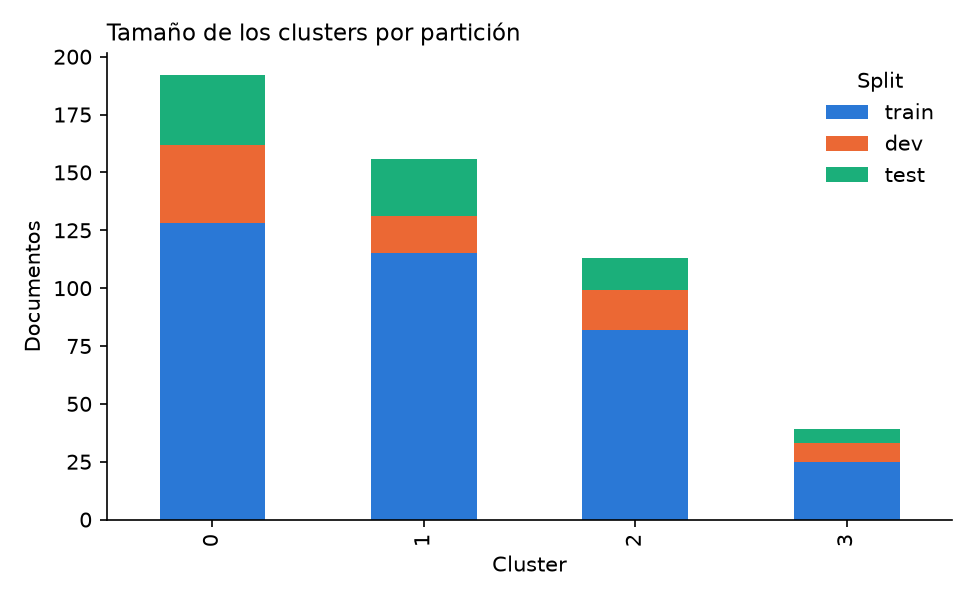 Tamaño de los clusters por partición
Documentos
200
175
150
125
100
75
50
25
0
Split
train
dev
test
0
1
2
3
Cluster